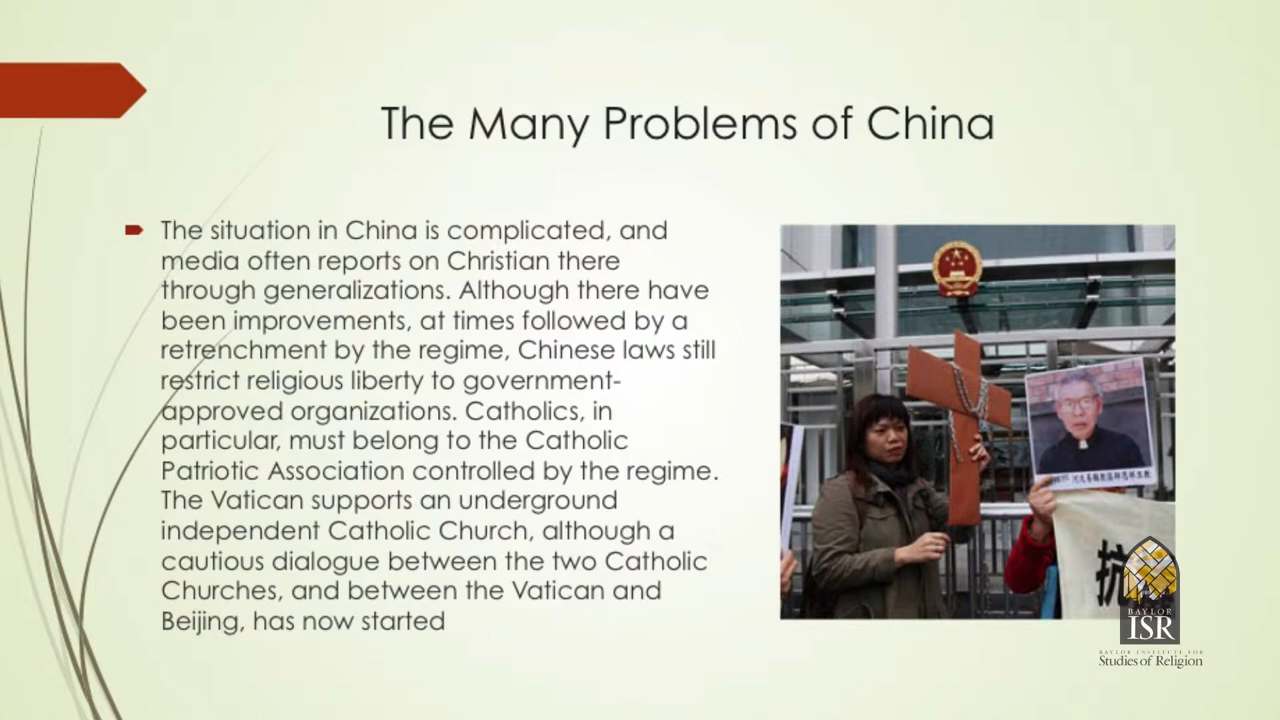 The Many Problems of China
The situation in China is complicated, and
media often reports on Christian there
through generalizations. Although there have
been improvements, at times followed by a
retrenchment by the regime, Chinese laws still
restrict religious liberty to government-
approved organizations. Catholics, in
particular, must belong to the Catholic
Patriotic Association controlled by the regime.
The Vatican supports an underground
independent Catholic Church, although a
cautious dialogue between the two Catholic
Churches, and between the Vatican and
Beijing, has now started
抗
BAYLOR
ISR
BAYLOR INSTITUTE FOR
Studies of Religion